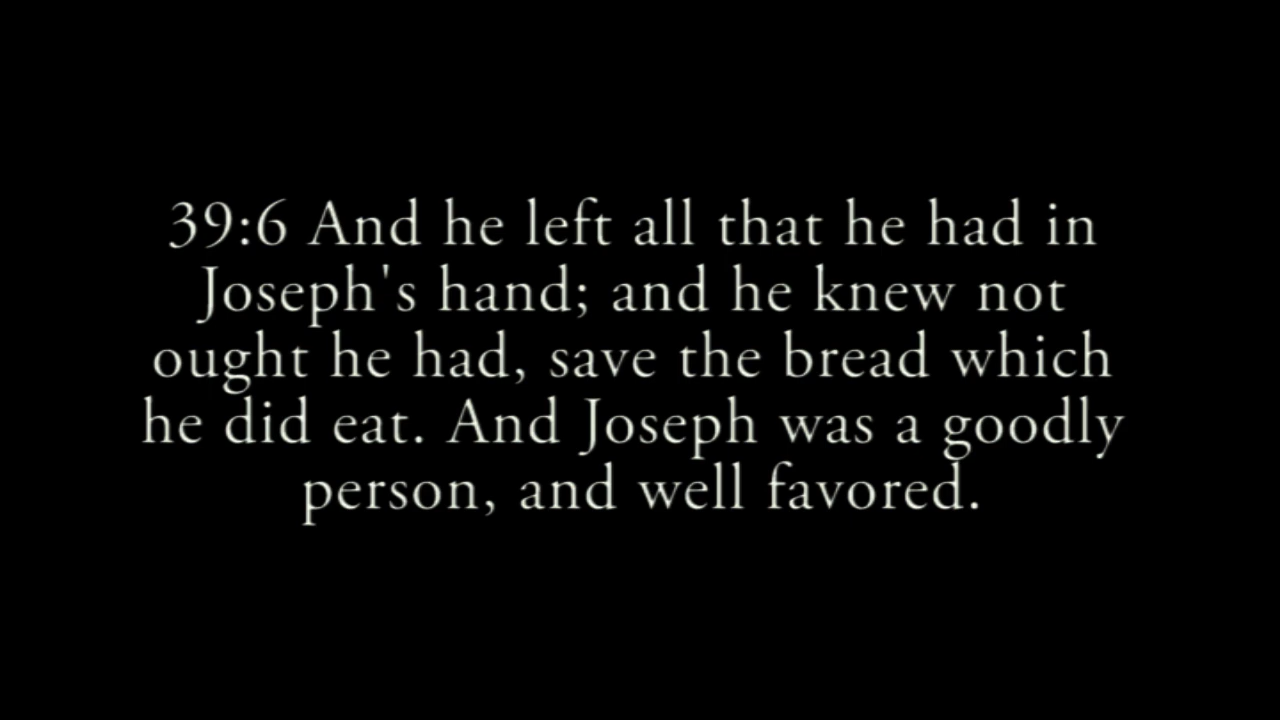 39:6 And he left all that he had in
Joseph's hand; and he knew not
ought he had, save the bread which
he did eat. And Joseph was a goodly
person, and well favored.